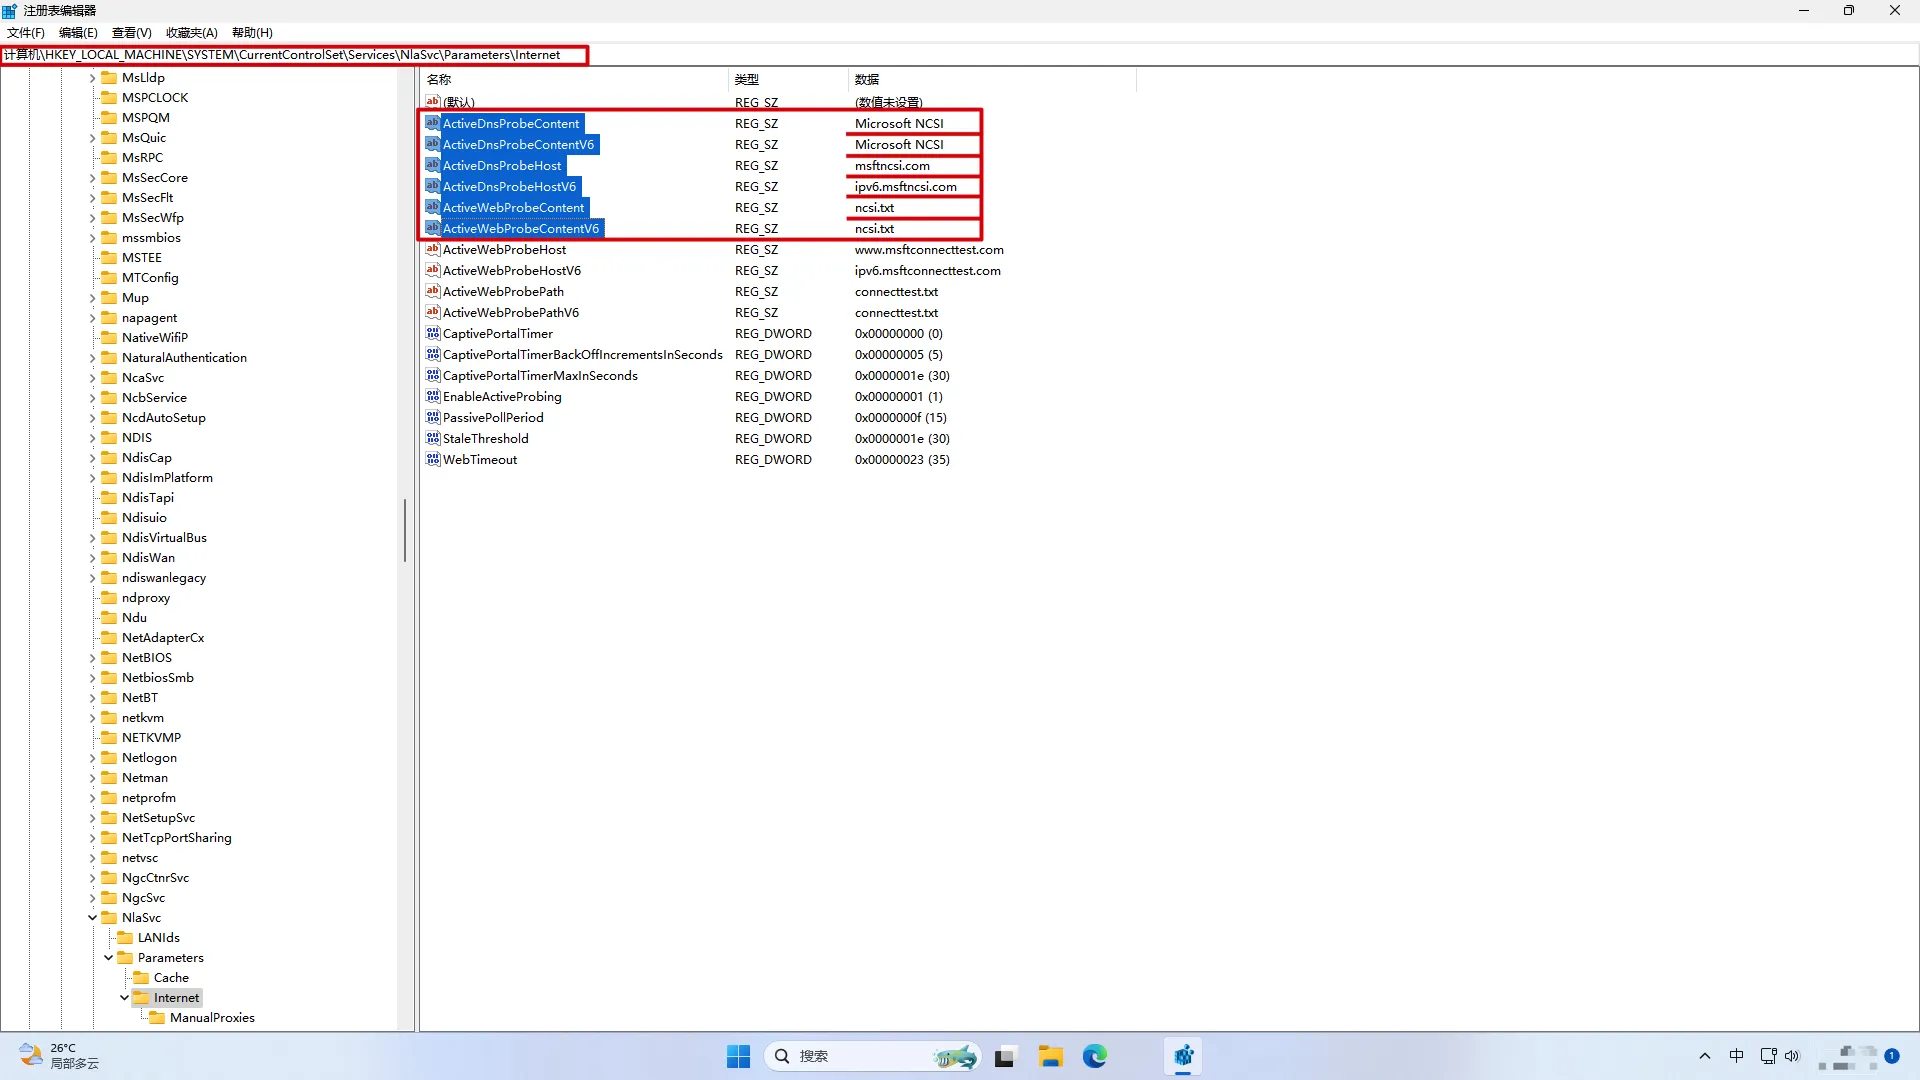 注册表编辑器
文件(F) 编辑(E) 查看(V) 收藏夹(A) 帮助(H)
计算机\HKEY_LOCAL_MACHINE\SYSTEM\CurrentControlSet\Services\NlaSvc\Parameters\Internet
MsLldp
MSPCLOCK
MSPQM
MsQuic
MsRPC
MsSecCore
MsSecFlt
MsSecWfp
mssmbios
MSTEE
MTConfig
Mup
napagent
NativeWifiP
NaturalAuthentication
NcaSvc
NcbService
NcdAutoSetup
NDIS
NdisCap
NdisImPlatform
NdisTapi
Ndisuio
NdisVirtualBus
NdisWan
ndiswanlegacy
ndproxy
Ndu
NetAdapterCx
NetBIOS
NetbiosSmb
NetBT
netkvm
NETKVMP
Netlogon
Netman
netprofm
NetSetupSvc
NetTcpPortSharing
netvsc
NgcCtnrSvc
NgcSvc
NlaSvc
LANIds
Parameters
Cache
Internet
ManualProxies
名称 类型 数据
(默认) REG_SZ (数值未设置)
ActiveDnsProbeContent REG_SZ Microsoft NCSI
ActiveDnsProbeContentV6 REG_SZ Microsoft NCSI
ActiveDnsProbeHost REG_SZ msftncsi.com
ActiveDnsProbeHostV6 REG_SZ ipv6.msftncsi.com
ActiveWebProbeContent REG_SZ ncsi.txt
ActiveWebProbeContentV6 REG_SZ ncsi.txt
ActiveWebProbeHost REG_SZ www.msftconnecttest.com
ActiveWebProbeHostV6 REG_SZ ipv6.msftconnecttest.com
ActiveWebProbePath REG_SZ connecttest.txt
ActiveWebProbePathV6 REG_SZ connecttest.txt
CaptivePortalTimer REG_DWORD 0x00000000 (0)
CaptivePortalTimerBackOffIncrementsInSeconds REG_DWORD 0x00000005 (5)
CaptivePortalTimerMaxInSeconds REG_DWORD 0x0000001e (30)
EnableActiveProbing REG_DWORD 0x00000001 (1)
PassivePollPeriod REG_DWORD 0x0000000f (15)
StaleThreshold REG_DWORD 0x0000001e (30)
WebTimeout REG_DWORD 0x00000023 (35)
26°C
局部多云
搜索
中
1